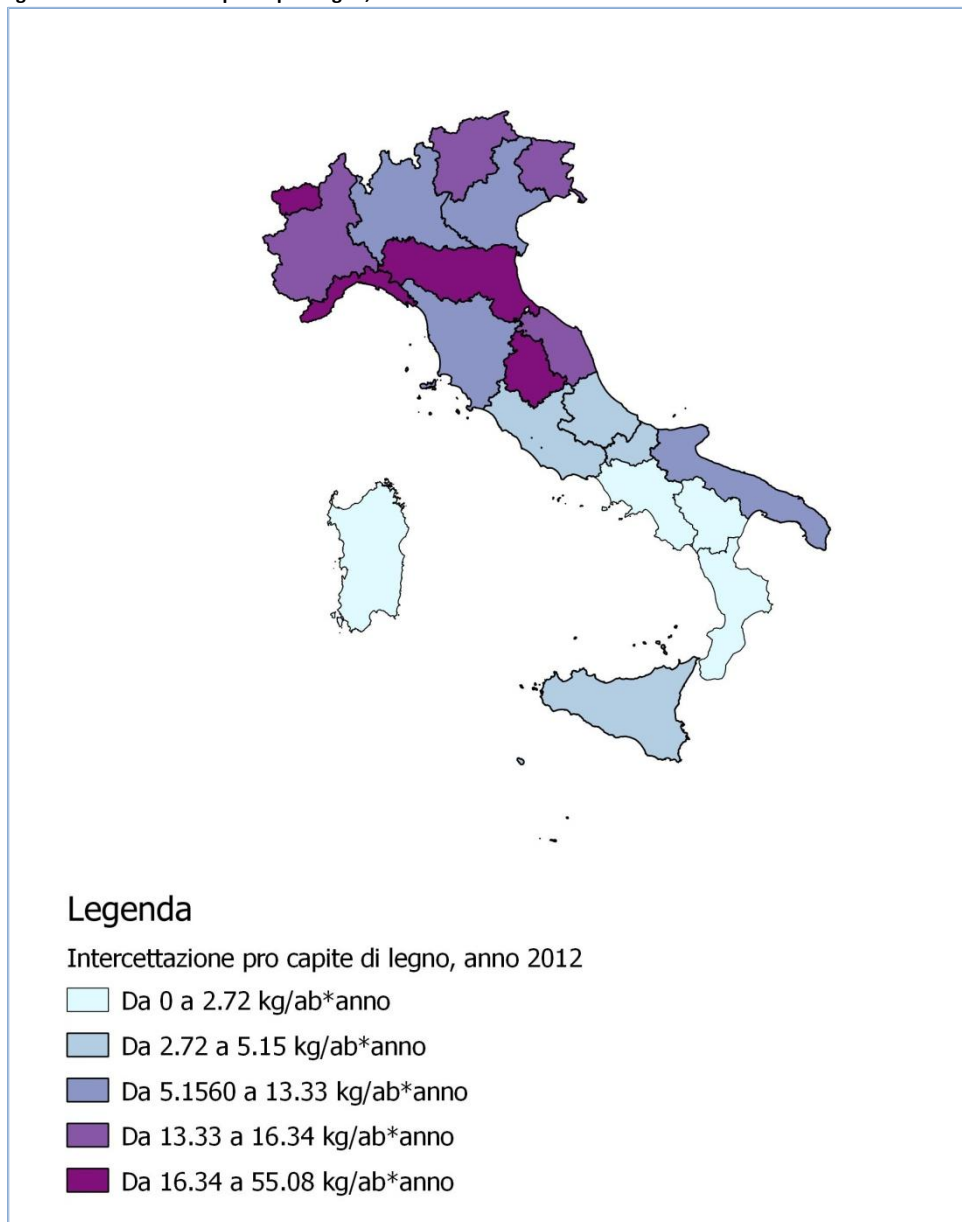 Legenda
Intercettazione pro capite di legno, anno 2012
Da 0 a 2.72 kg/ab*anno
Da 2.72 a 5.15 kg/ab*anno
Da 5.1560 a 13.33 kg/ab*anno
Da 13.33 a 16.34 kg/ab*anno
Da 16.34 a 55.08 kg/ab*anno